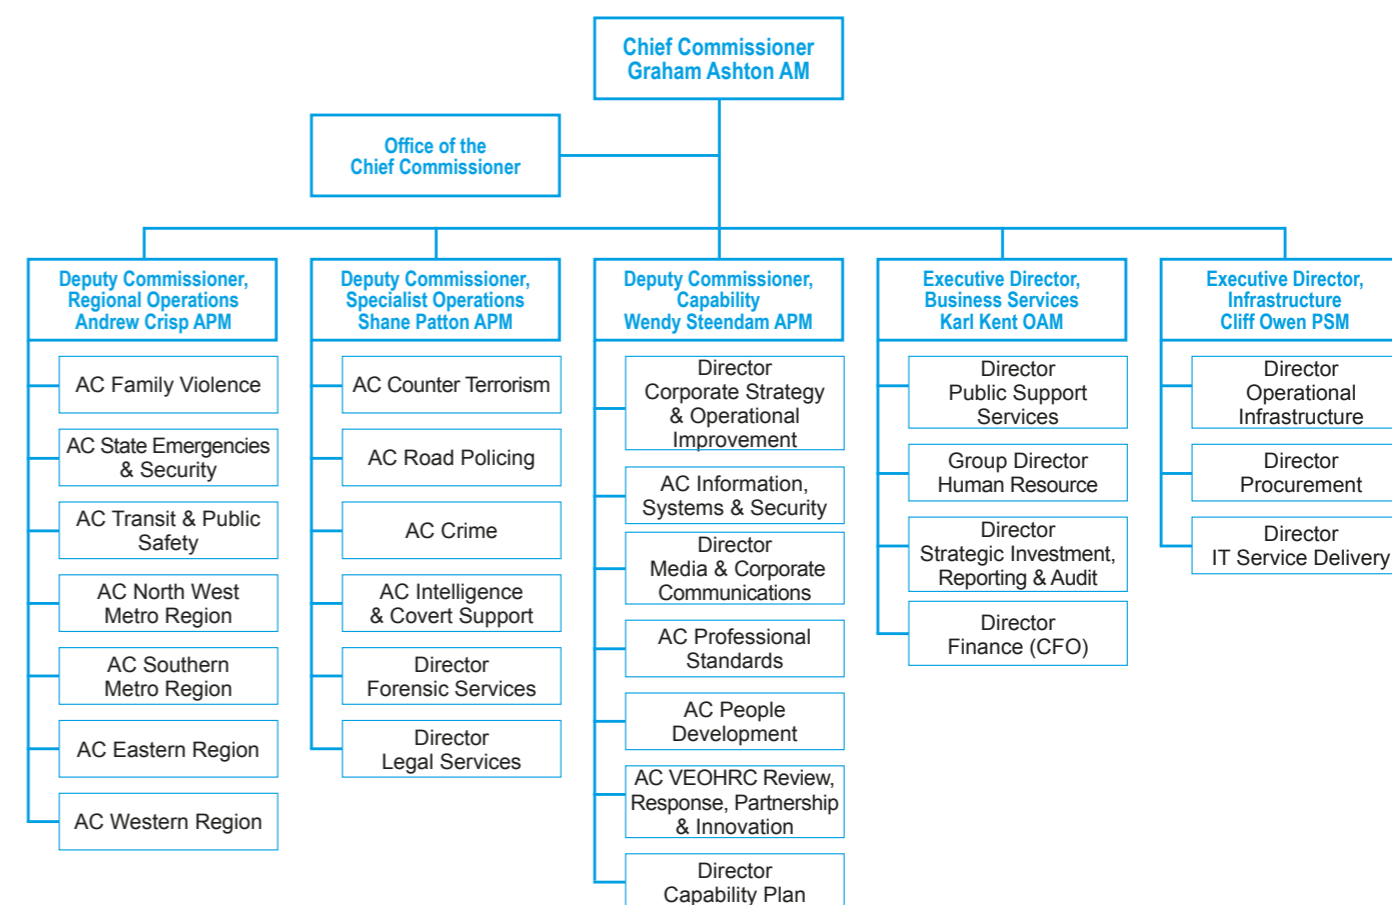 Chief Commissioner
Graham Ashton AM
Office of the
Chief Commissioner
Deputy Commissioner,
Regional Operations
Andrew Crisp APM
AC Family Violence
AC State Emergencies
& Security
AC Transit & Public
Safety
AC North West
Metro Region
AC Southern
Metro Region
AC Eastern Region
AC Western Region
Deputy Commissioner,
Specialist Operations
Shane Patton APM
AC Counter Terrorism
AC Road Policing
AC Crime
AC Intelligence
& Covert Support
Director
Forensic Services
Director
Legal Services
Deputy Commissioner,
Capability
Wendy Steendam APM
Director
Corporate Strategy
& Operational
Improvement
AC Information,
Systems & Security
Director
Media & Corporate
Communications
AC Professional
Standards
AC People
Development
AC VEOHRC Review,
Response, Partnership
& Innovation
Director
Capability Plan
Executive Director,
Business Services
Karl Kent OAM
Director
Public Support
Services
Group Director
Human Resource
Director
Strategic Investment,
Reporting & Audit
Director
Finance (CFO)
Executive Director,
Infrastructure
Cliff Owen PSM
Director
Operational
Infrastructure
Director
Procurement
Director
IT Service Delivery